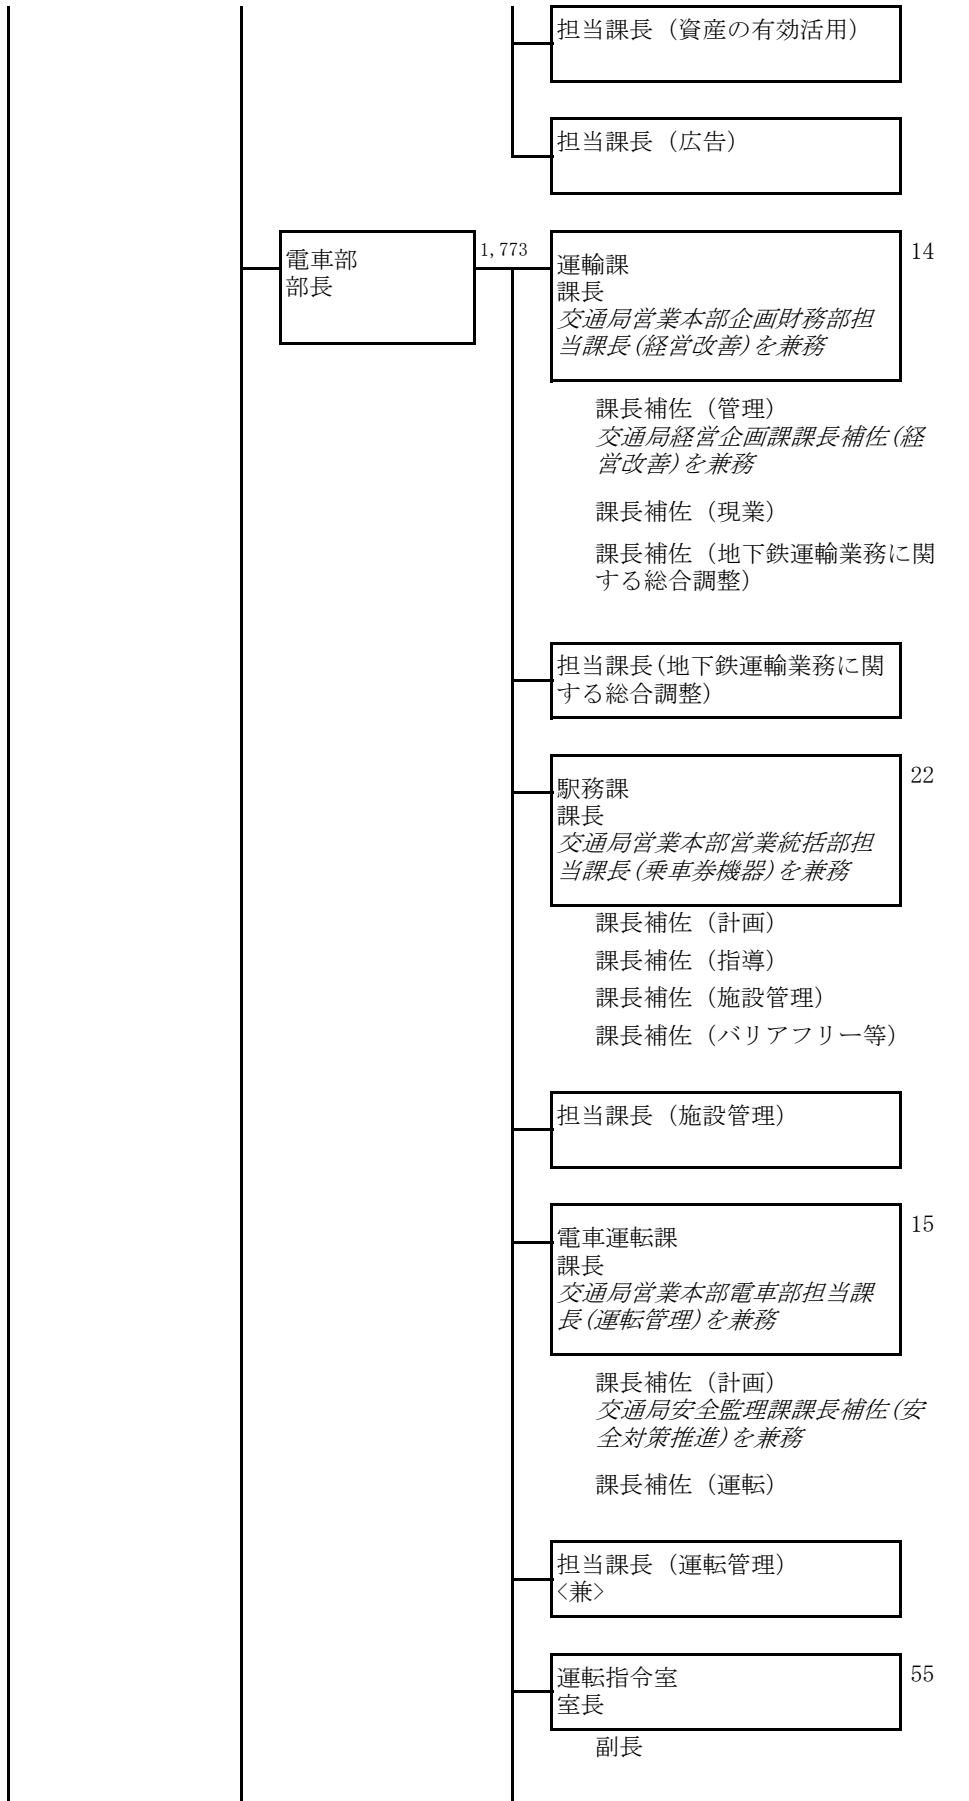 担当課長（資産の有効活用）
担当課長（広告）
電車部
部長
1,773
運輸課
課長
交通局営業本部企画財務部担
当課長(経営改善)を兼務
14
課長補佐（管理）
交通局経営企画課課長補佐(経
営改善)を兼務
課長補佐（現業）
課長補佐（地下鉄運輸業務に関
する総合調整）
担当課長(地下鉄運輸業務に関
する総合調整）
駅務課
課長
交通局営業本部営業統括部担
当課長(乗車券機器)を兼務
22
課長補佐（計画）
課長補佐（指導）
課長補佐（施設管理）
課長補佐（バリアフリー等）
担当課長（施設管理）
電車運転課
課長
交通局営業本部電車部担当課
長(運転管理)を兼務
15
課長補佐（計画）
交通局安全監理課課長補佐(安
全対策推進)を兼務
課長補佐（運転）
担当課長（運転管理）
<兼>
運転指令室
室長
55
副長